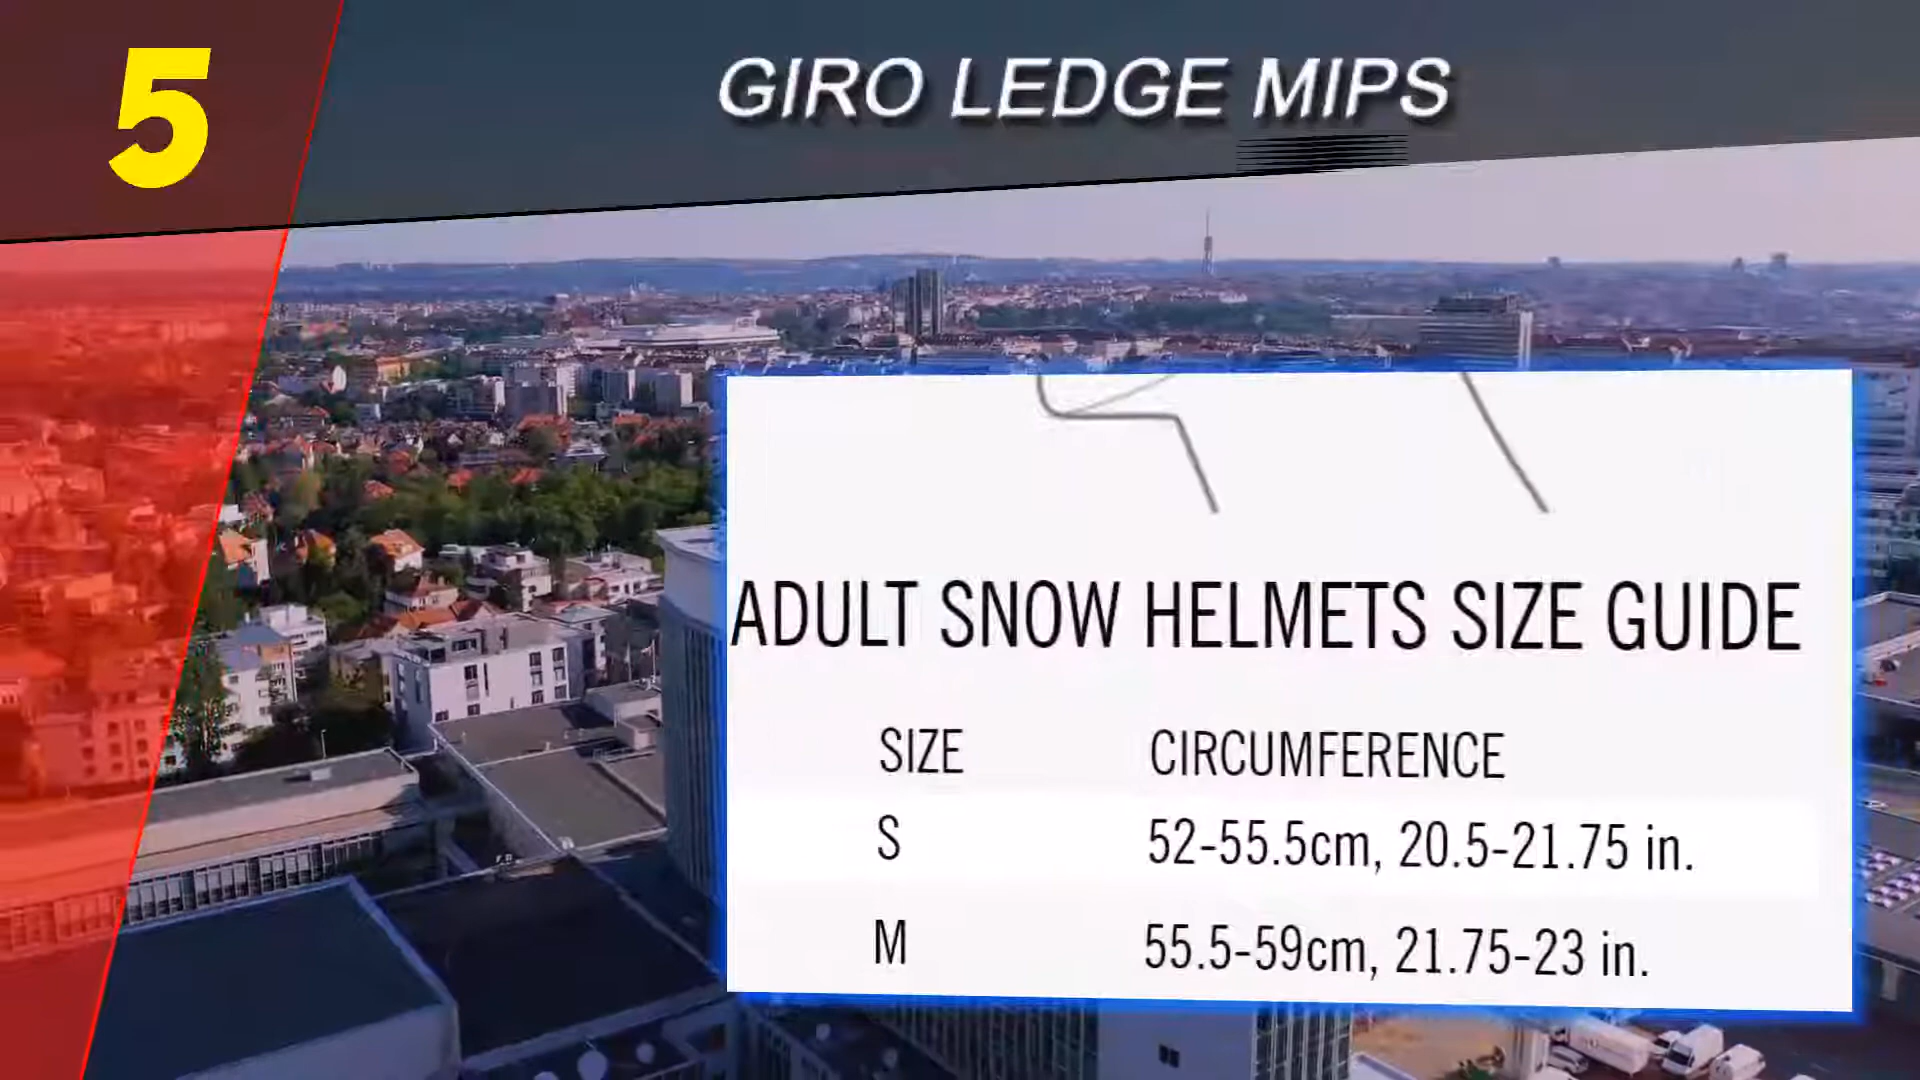 5
GIRO LEDGE MIPS
ADULT SNOW HELMETS SIZE GUIDE
SIZE CIRCUMFERENCE
S 52-55.5cm, 20.5-21.75 in.
M 55.5-59cm, 21.75-23 in.